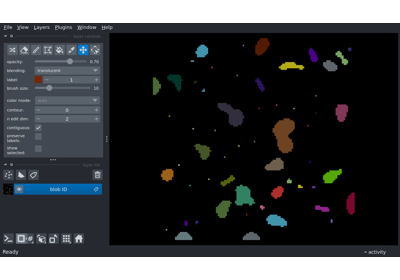 File View Layers Plugins Window Help
opacity: 0.70
blending: translucent
label: 1
brush size: 10
color mode:
contour: 0
n edit dim: 2
contiguous:
preserve labels:
show selected:
blob ID
Ready
activity